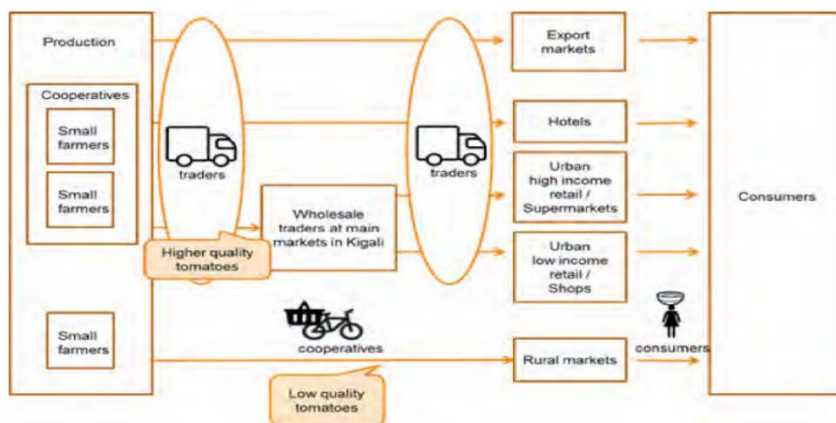 Production
Cooperatives
Small
farmers
Small
farmers
Small
farmers
traders
Higher quality
tomatoes
Wholesale
traders at main
markets in Kigali
traders
cooperatives
Low quality
tomatoes
Export
markets
Hotels
Urban
high income
retail /
Supermarkets
Urban
low income
retail /
Shops
Rural markets
consumers
Consumers